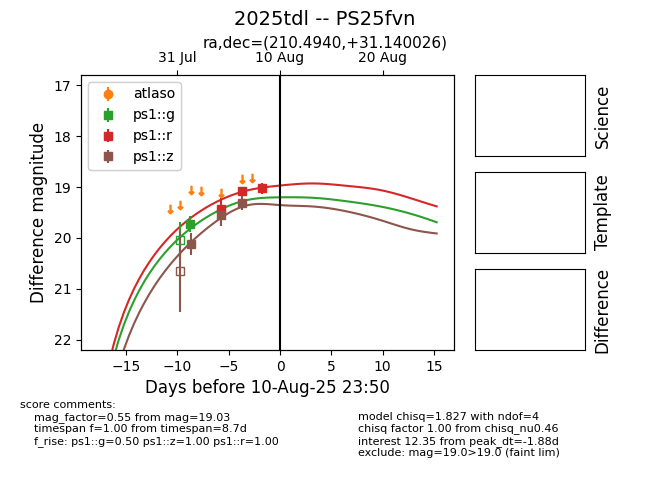 2025tdl -- PS25fvn
ra,dec=(210.4940,+31.140026)
31 Jul 10 Aug 20 Aug
atlaso
ps1::g
ps1::r
ps1::z
17
18
19
20
21
22
Difference magnitude
−15 −10 −5 0 5 10 15
Days before 10-Aug-25 23:50
Science
Template
Difference
score comments:
mag_factor=0.55 from mag=19.03
timespan f=1.00 from timespan=8.7d
f_rise: ps1::g=0.50 ps1::z=1.00 ps1::r=1.00
model chisq=1.827 with ndof=4
chisq factor 1.00 from chisq_nu0.46
interest 12.35 from peak_dt=-1.88d
exclude: mag=19.0>19.0 (faint lim)